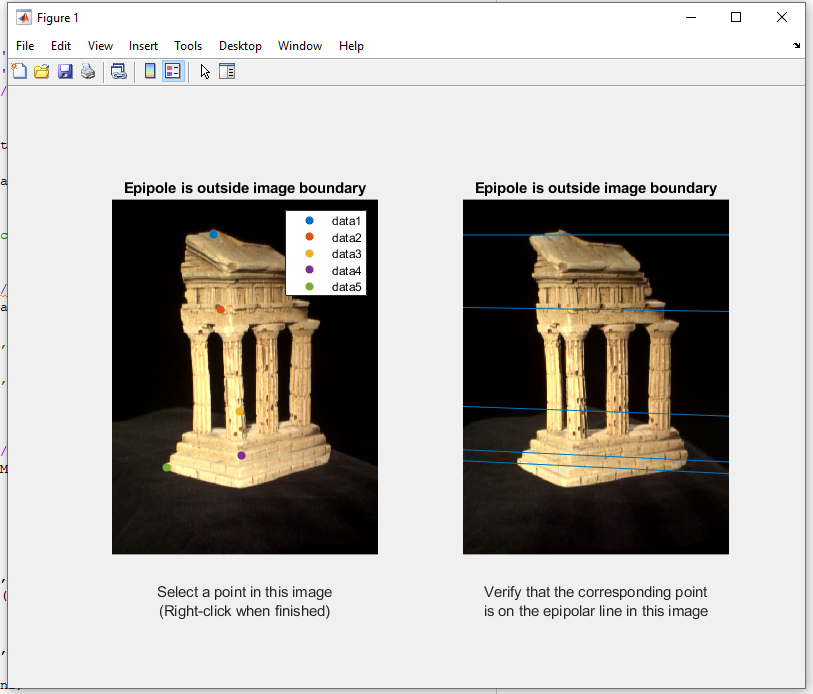 Figure 1
File Edit View Insert Tools Desktop Window Help
Epipole is outside image boundary
data1
data2
data3
data4
data5
Select a point in this image
(Right-click when finished)
Epipole is outside image boundary
Verify that the corresponding point
is on the epipolar line in this image